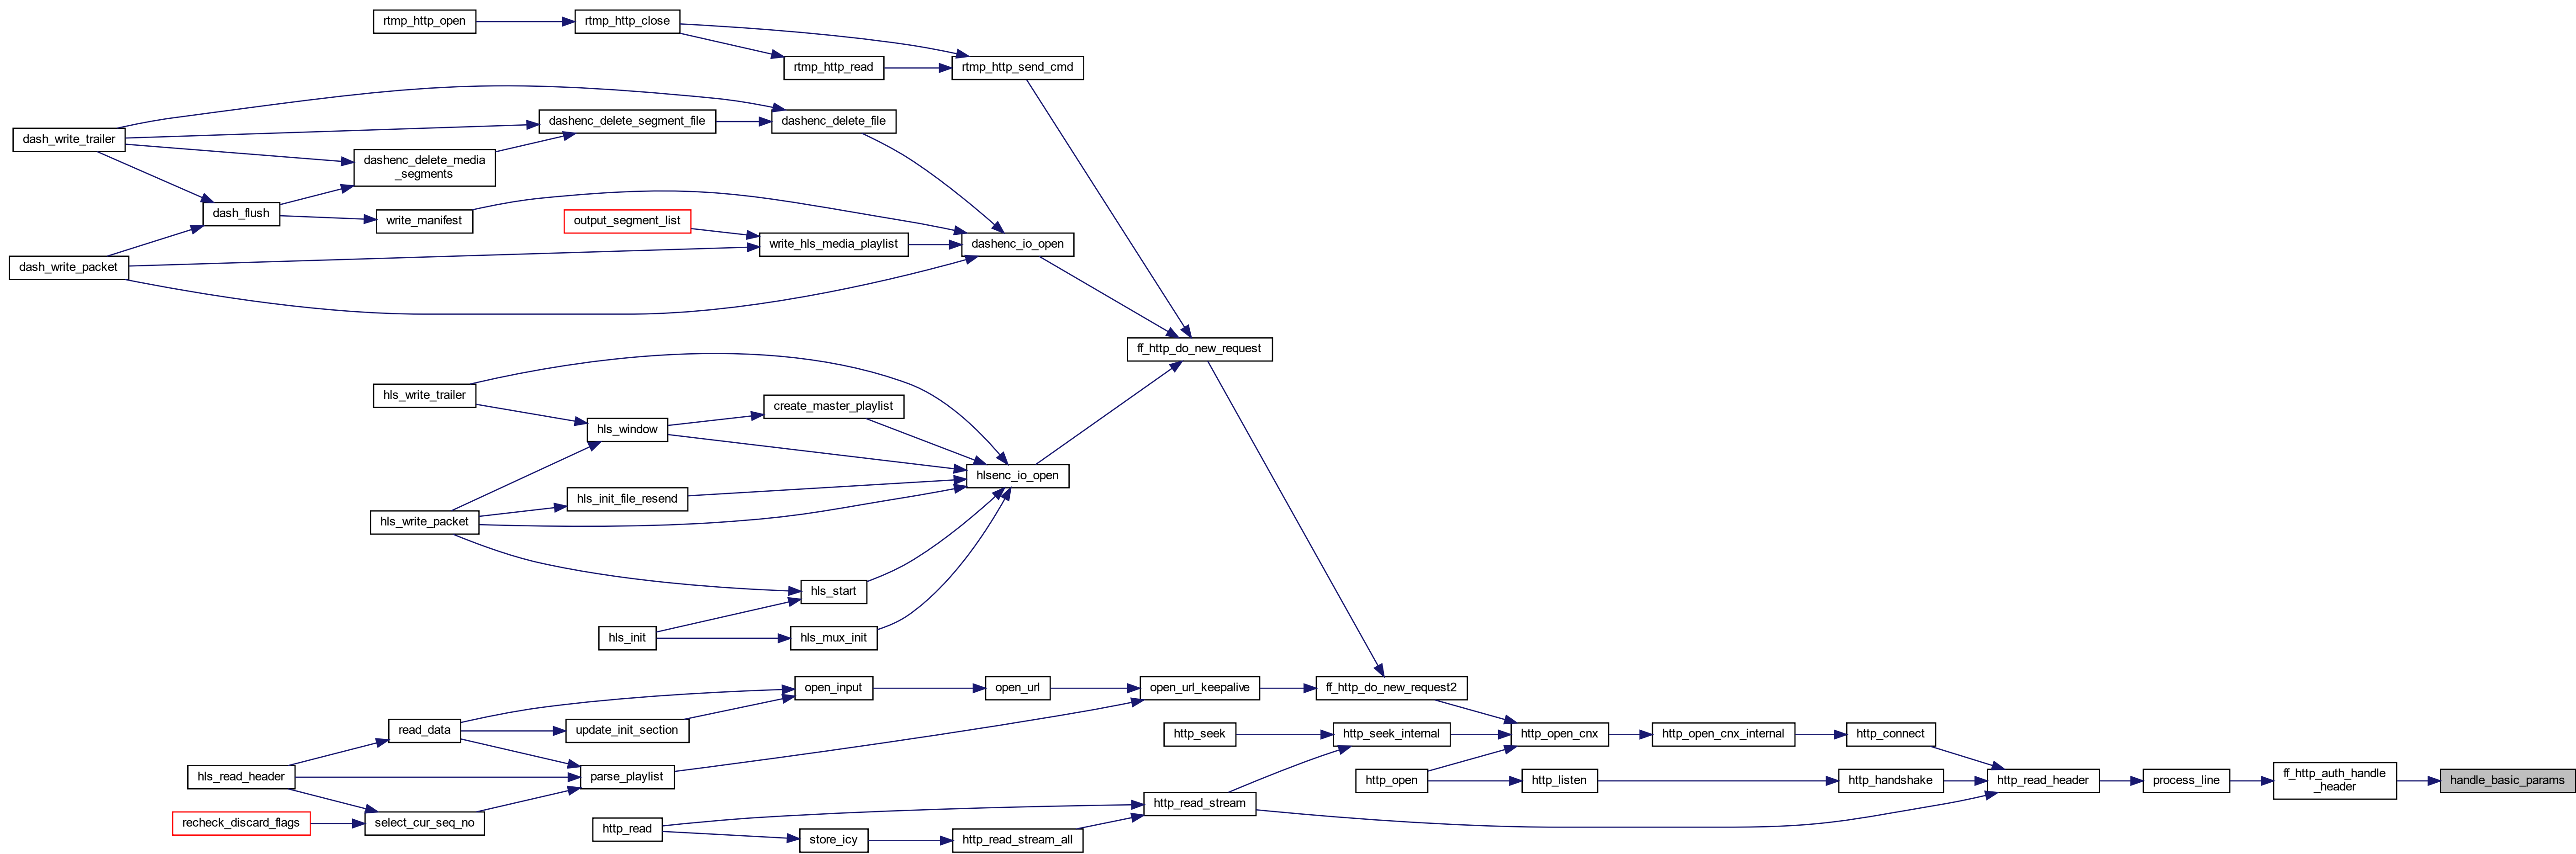 rtmp_http_open
rtmp_http_close
rtmp_http_read
rtmp_http_send_cmd
dash_write_trailer
dashenc_delete_segment_file
dashenc_delete_file
dashenc_delete_media
_segments
dash_flush
write_manifest
output_segment_list
write_hls_media_playlist
dashenc_io_open
dash_write_packet
ff_http_do_new_request
hls_write_trailer
create_master_playlist
hls_window
hlsenc_io_open
hls_init_file_resend
hls_write_packet
hls_start
hls_init
hls_mux_init
open_input
open_url
open_url_keepalive
ff_http_do_new_request2
read_data
update_init_section
http_seek
http_seek_internal
http_open_cnx
http_open_cnx_internal
http_connect
hls_read_header
parse_playlist
http_open
http_listen
http_handshake
http_read_header
process_line
ff_http_auth_handle
_header
handle_basic_params
recheck_discard_flags
select_cur_seq_no
http_read_stream
http_read
store_icy
http_read_stream_all